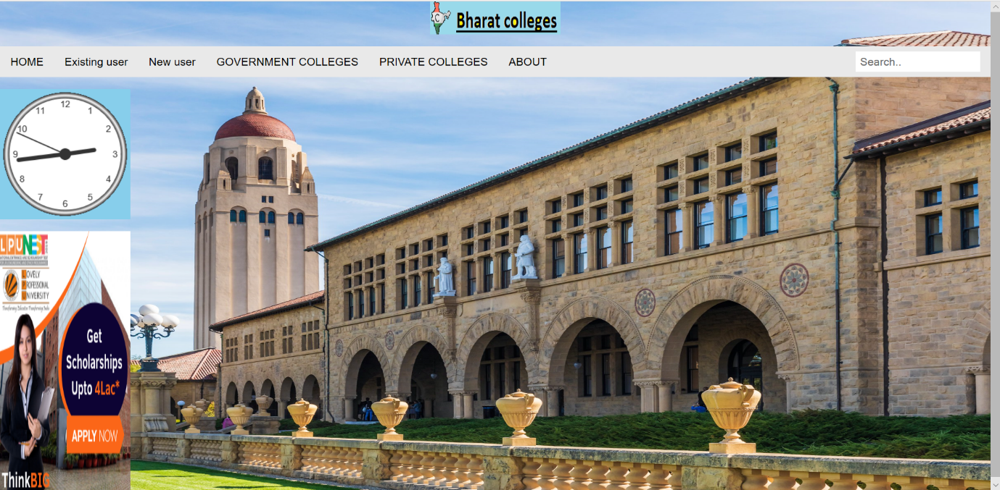 C
Bharat colleges
HOME Existing user New user GOVERNMENT COLLEGES PRIVATE COLLEGES ABOUT Search..
12
11 1
10 2
9 3
8 4
7 5
6
LPUNEST
LOVELY
PROFESSIONAL
UNIVERSITY
Transforming Education Transforming India
Get
Scholarships
Upto 4Lac*
APPLY NOW
ThinkBIG